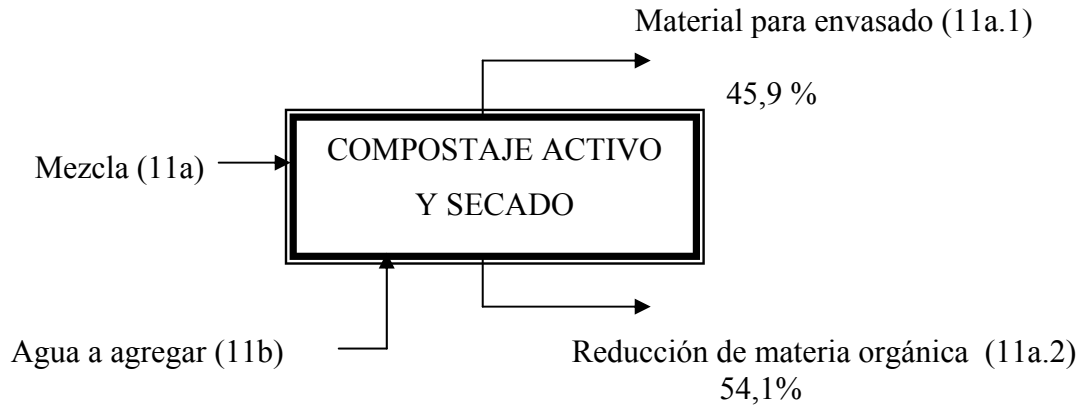 Material para envasado (11a.1)
45,9 %
COMPOSTAJE ACTIVO
Y SECADO
Mezcla (11a)
Agua a agregar (11b)
Reducción de materia orgánica (11a.2)
54,1%